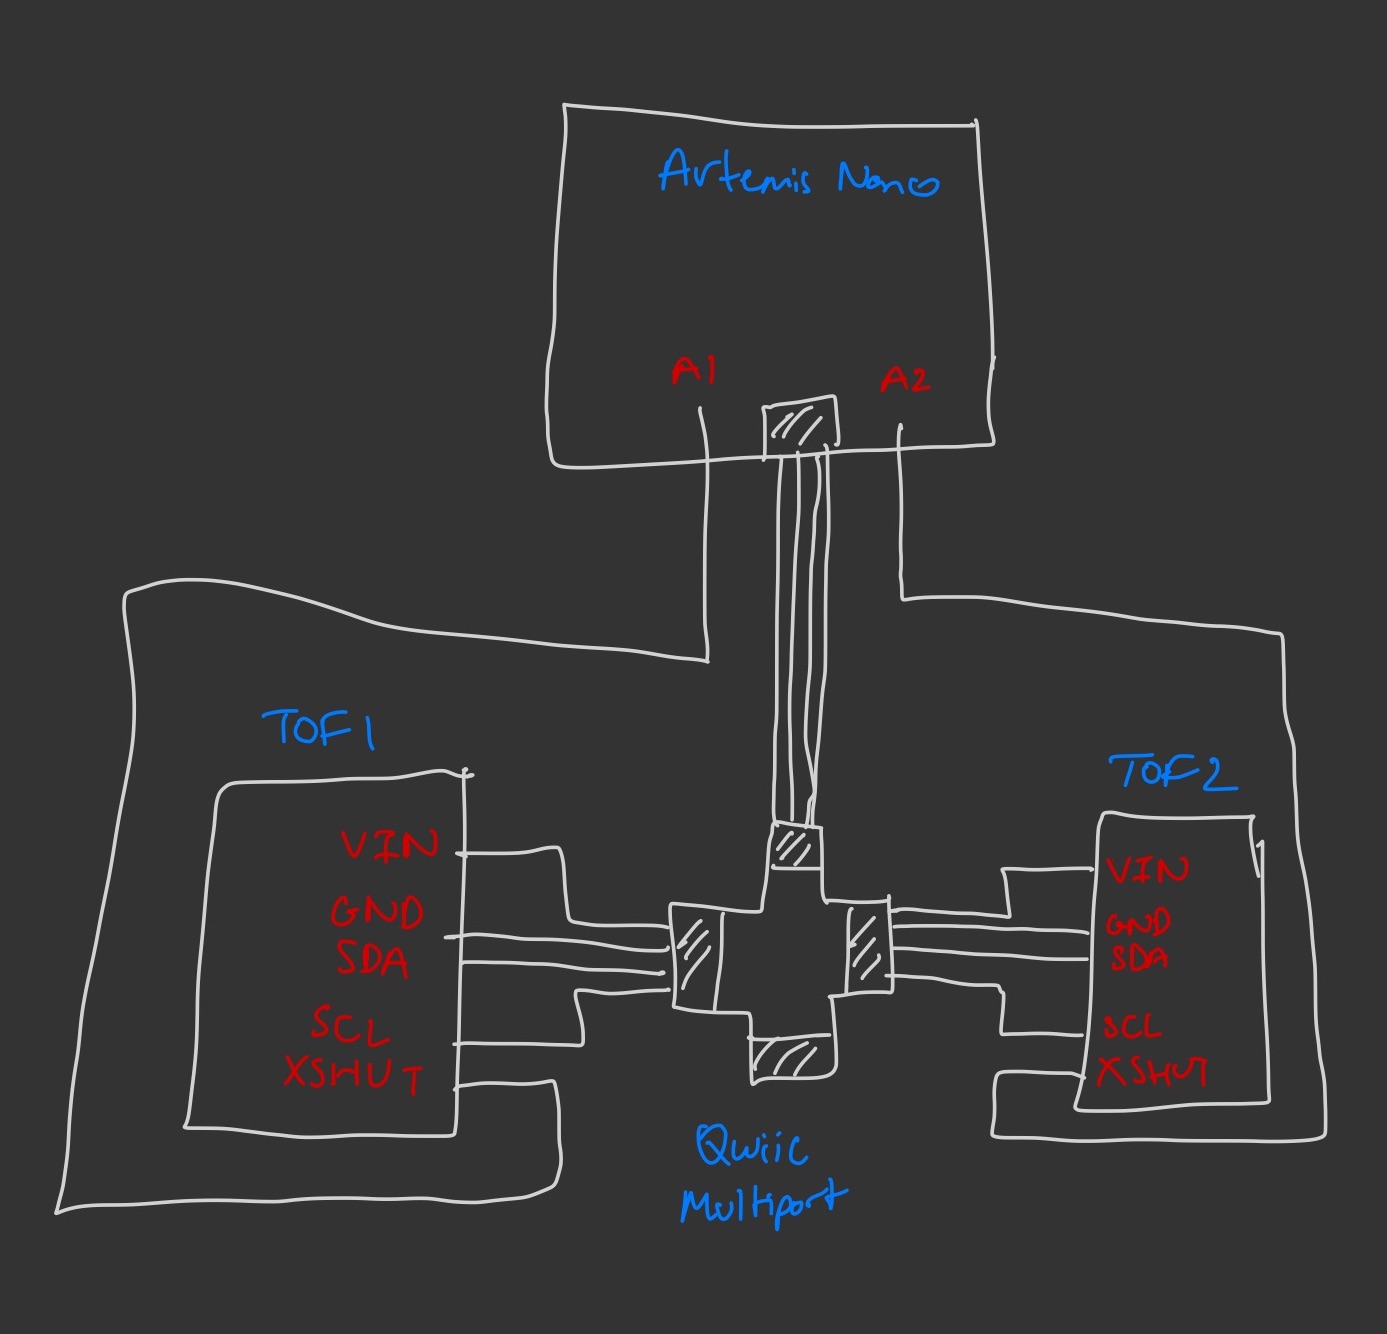 Artemis Nano
A1
A2
TOF1
VIN
GND
SDA
SCL
XSHUT
TOF2
VIN
GND
SDA
SCL
XSHUT
Qwiic
Multiport